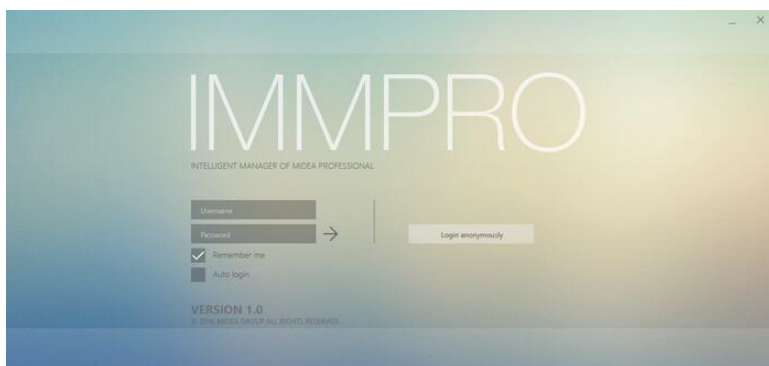 IMMPRO
INTELLIGENT MANAGER OF MIDEA PROFESSIONAL
Username
Password
Login anonymously
Remember me
Auto login
VERSION 1.0
© 2016 MIDEA GROUP ALL RIGHTS RESERVED.